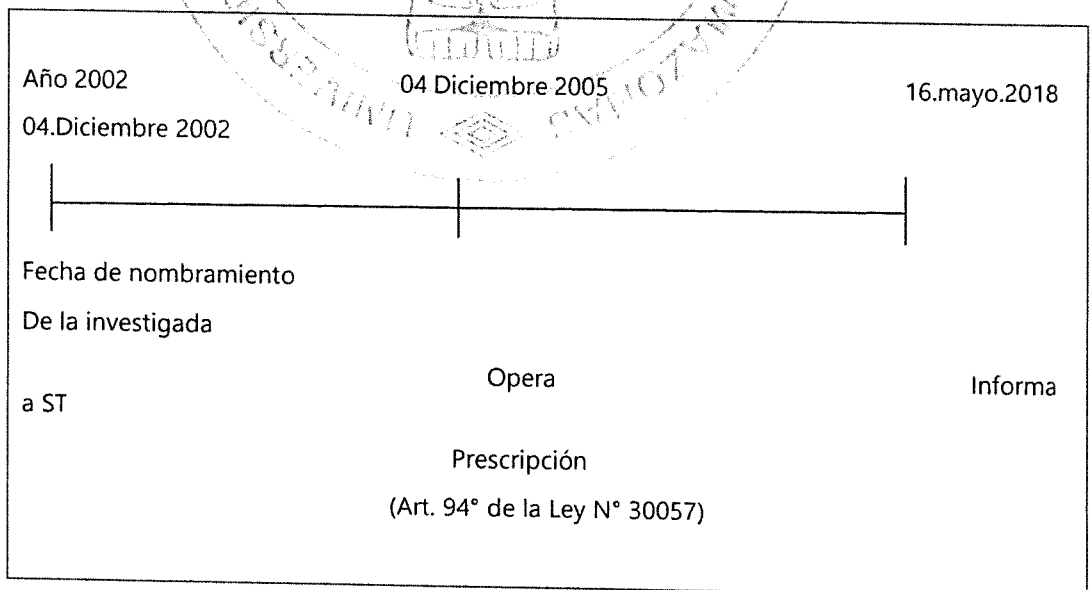 Año 2002 04 Diciembre 2005 16.mayo.2018
04.Diciembre 2002
Fecha de nombramiento
De la investigada
Opera Informa
a ST
Prescripción
(Art. 94° de la Ley N° 30057)